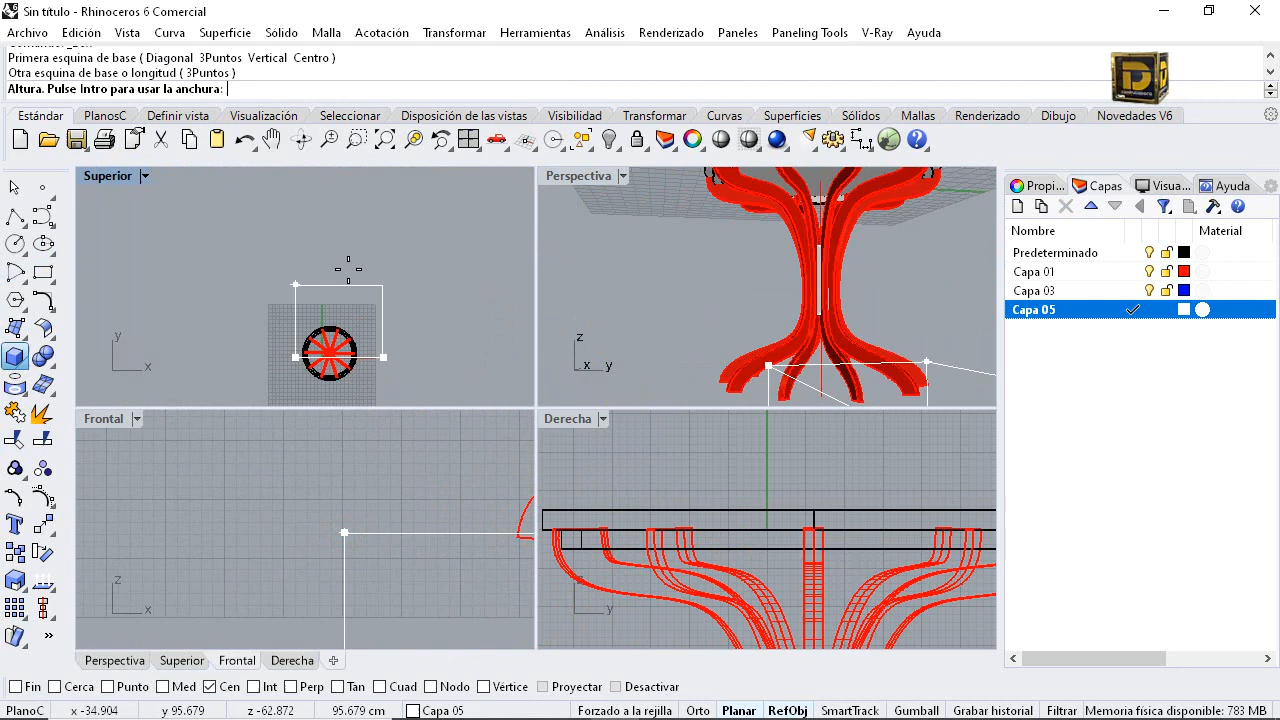 Sin título - Rhinoceros 6 Comercial
Archivo Edición Vista Curva Superficie Sólido Malla Acotación Transformar Herramientas Análisis Renderizado Paneles Paneling Tools V-Ray Ayuda
Primera esquina de base ( Diagonal 3Puntos Vertical Centro )
Otra esquina de base o longitud ( 3Puntos )
Altura. Pulse Intro para usar la anchura:
Estándar PlanosC Definir vista Visualización Seleccionar Disposición de las vistas Visibilidad Transformar Curvas Superficies Sólidos Mallas Renderizado Dibujo Novedades V6
Superior
Perspectiva
Propi... Capas Visua... Ayuda
Nombre Material
Predeterminado
Capa 01
Capa 03
Capa 05
y
x
z
x y
Frontal
Derecha
z
x
z
y
Perspectiva Superior Frontal Derecha
Fin Cerca Punto Med Cen Int Perp Tan Cuad Nodo Vértice Proyectar Desactivar
PlanoC x -34.904 y 95.679 z -62.872 95.679 cm Capa 05 Forzado a la rejilla Orto Planar RefObj SmartTrack Gumball Grabar historial Filtrar Memoria física disponible: 783 MB